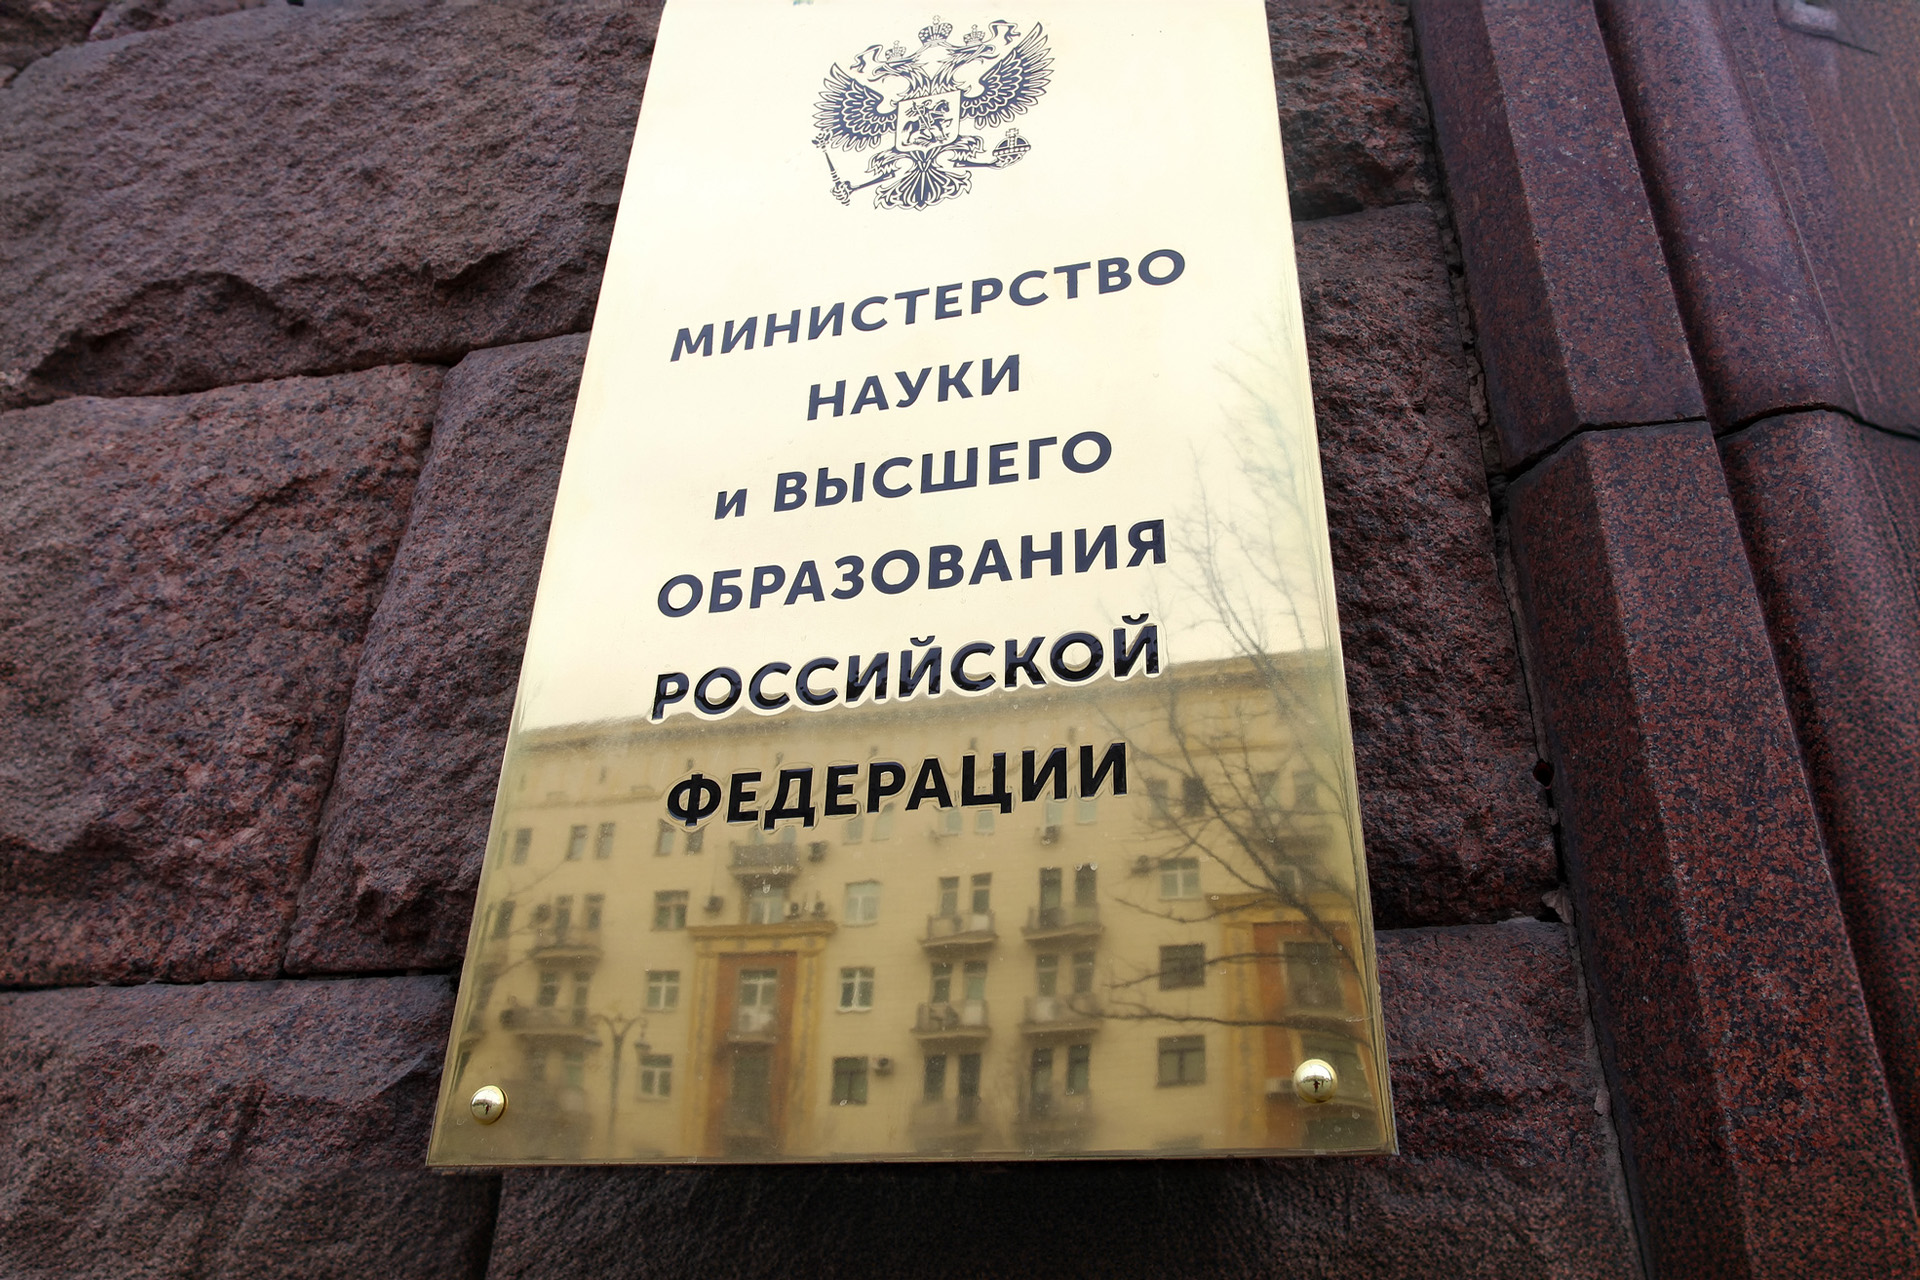 МИНИСТЕРСТВО
НАУКИ
и ВЫСШЕГО
ОБРАЗОВАНИЯ
РОССИЙСКОЙ
ФЕДЕРАЦИИ